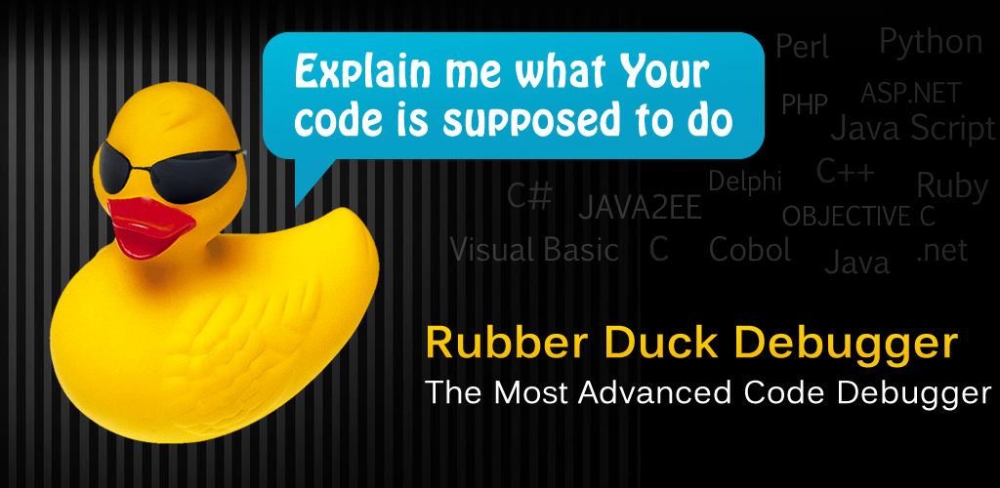 Explain me what Your
code is supposed to do
Perl
Python
PHP
ASP.NET
Java Script
C++
Delphi
Ruby
C#
JAVA2EE
OBJECTIVE C
Visual Basic
C
Cobol
Java
.net
Rubber Duck Debugger
The Most Advanced Code Debugger